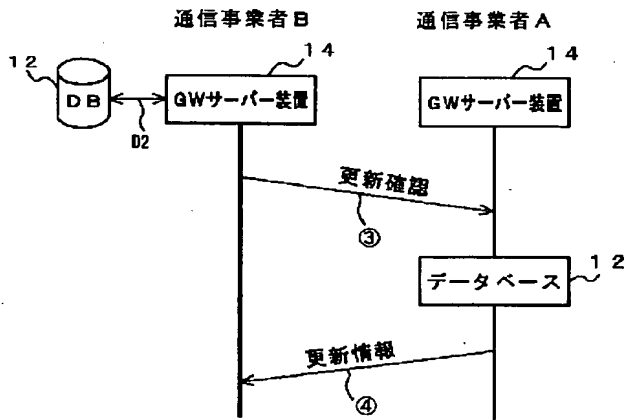 通信事業者B 通信事業者A
12 14 14
DB GWサーバー装置 GWサーバー装置
D2
更新確認
③
データベース 12
更新情報
④